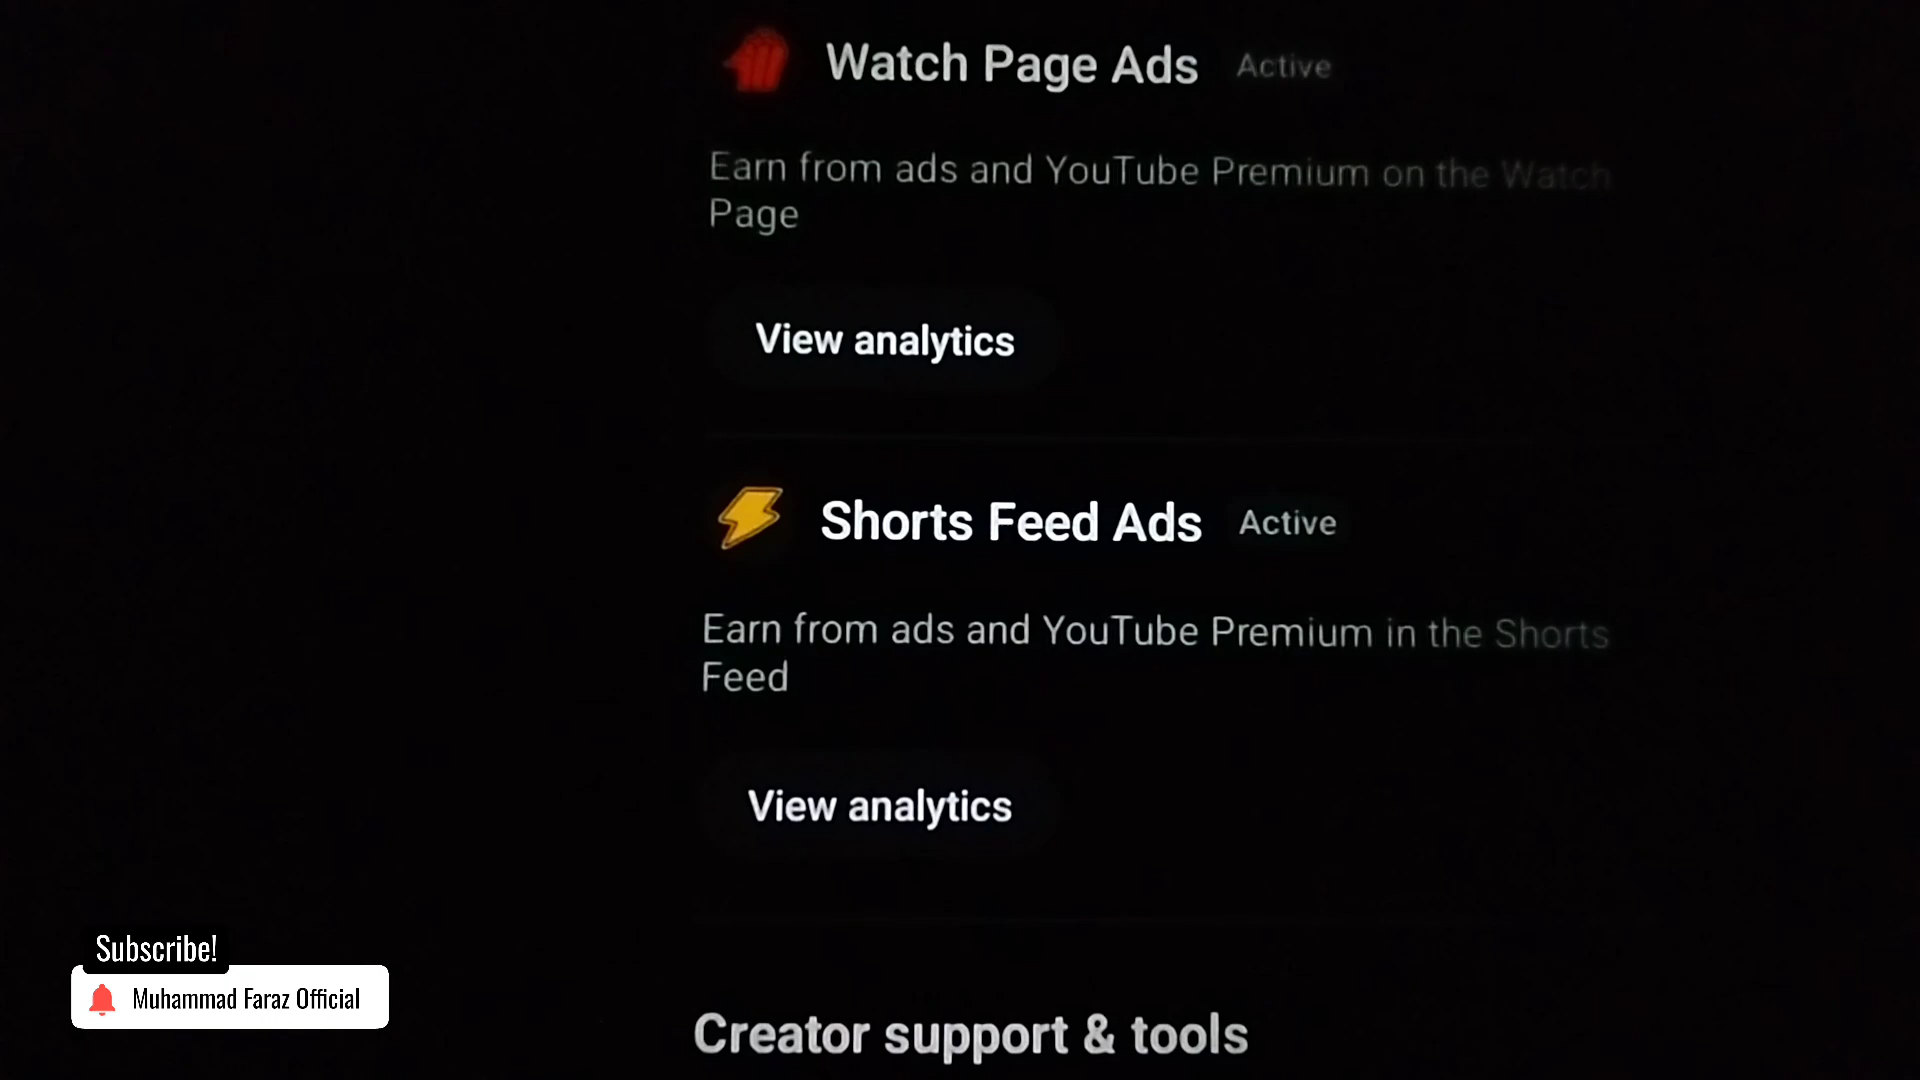 Watch Page Ads Active
Earn from ads and YouTube Premium on the Watch
Page
View analytics
Shorts Feed Ads Active
Earn from ads and YouTube Premium in the Shorts
Feed
View analytics
Subscribe!
Muhammad Faraz Official
Creator support & tools